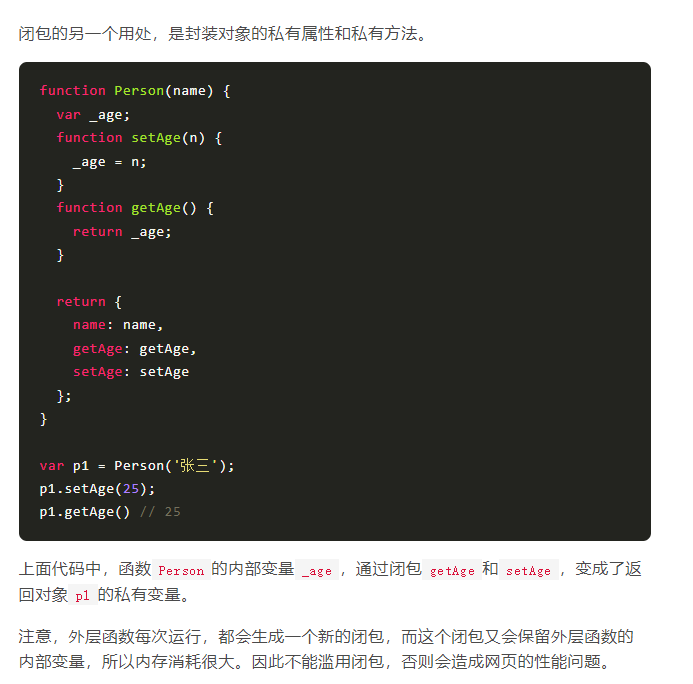 闭包的另一个用处，是封装对象的私有属性和私有方法。
function Person(name) {
  var _age;
  function setAge(n) {
    _age = n;
  }
  function getAge() {
    return _age;
  }

  return {
    name: name,
    getAge: getAge,
    setAge: setAge
  };
}

var p1 = Person('张三');
p1.setAge(25);
p1.getAge() // 25
上面代码中，函数 Person 的内部变量 _age ，通过闭包 getAge 和 setAge ，变成了返
回对象 p1 的私有变量。
注意，外层函数每次运行，都会生成一个新的闭包，而这个闭包又会保留外层函数的
内部变量，所以内存消耗很大。因此不能滥用闭包，否则会造成网页的性能问题。